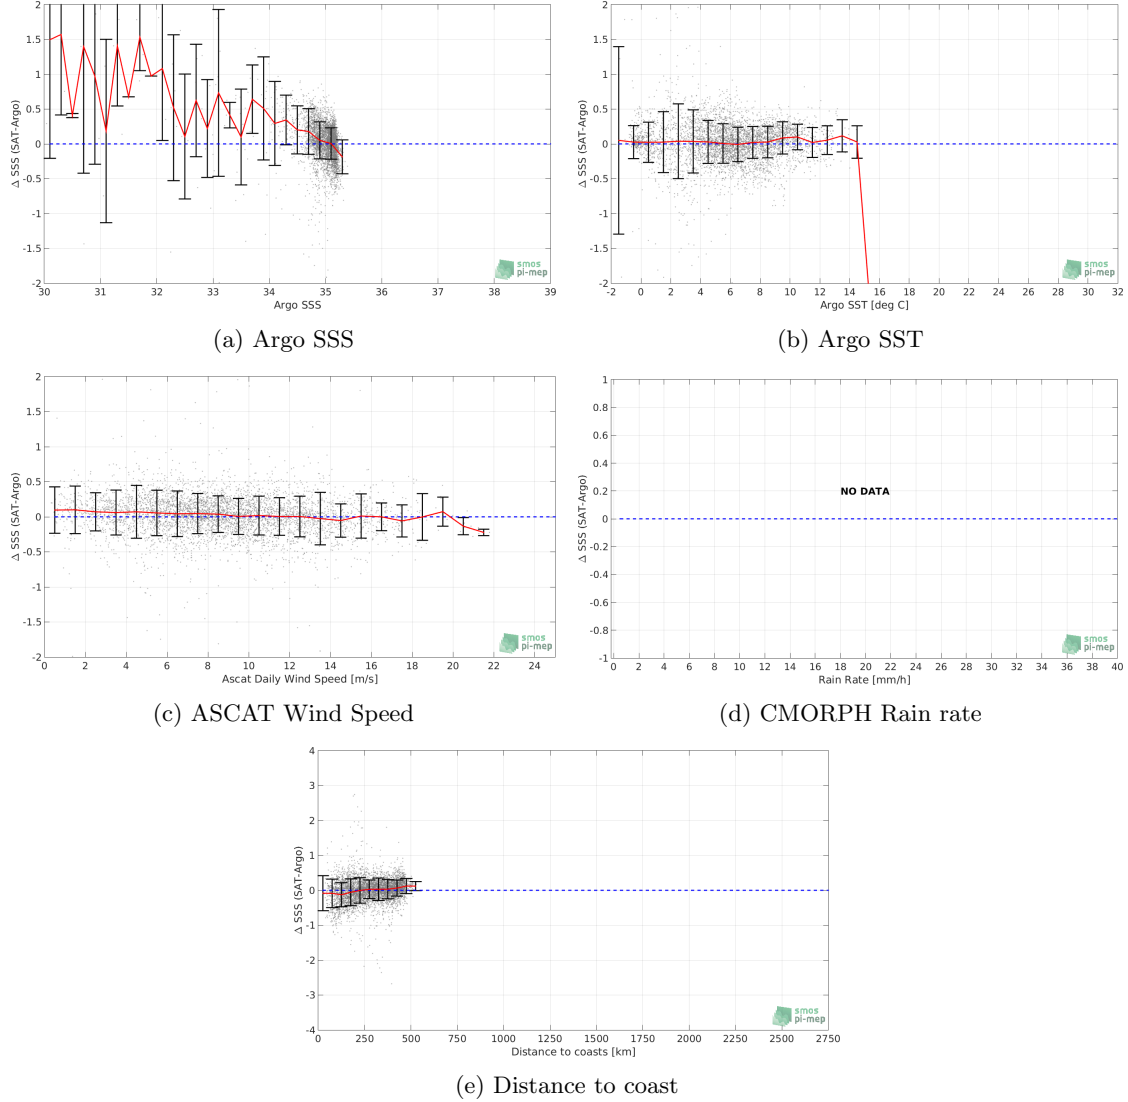 2
1.5
1
0.5
0
-0.5
-1
-1.5
-2
Δ SSS (SAT-Argo)
30 31 32 33 34 35 36 37 38 39
Argo SSS
smos
pi-mep
(a) Argo SSS
2
1.5
1
0.5
0
-0.5
-1
-1.5
-2
Δ SSS (SAT-Argo)
-2 0 2 4 6 8 10 12 14 16 18 20 22 24 26 28 30 32
Argo SST [deg C]
smos
pi-mep
(b) Argo SST
2
1.5
1
0.5
0
-0.5
-1
-1.5
-2
Δ SSS (SAT-Argo)
0 2 4 6 8 10 12 14 16 18 20 22 24
Ascat Daily Wind Speed [m/s]
smos
pi-mep
(c) ASCAT Wind Speed
1
0.8
0.6
0.4
0.2
0
-0.2
-0.4
-0.6
-0.8
-1
Δ SSS (SAT-Argo)
NO DATA
0 2 4 6 8 10 12 14 16 18 20 22 24 26 28 30 32 34 36 38 40
Rain Rate [mm/h]
smos
pi-mep
(d) CMORPH Rain rate
4
3
2
1
0
-1
-2
-3
-4
Δ SSS (SAT-Argo)
0 250 500 750 1000 1250 1500 1750 2000 2250 2500 2750
Distance to coasts [km]
smos
pi-mep
(e) Distance to coast